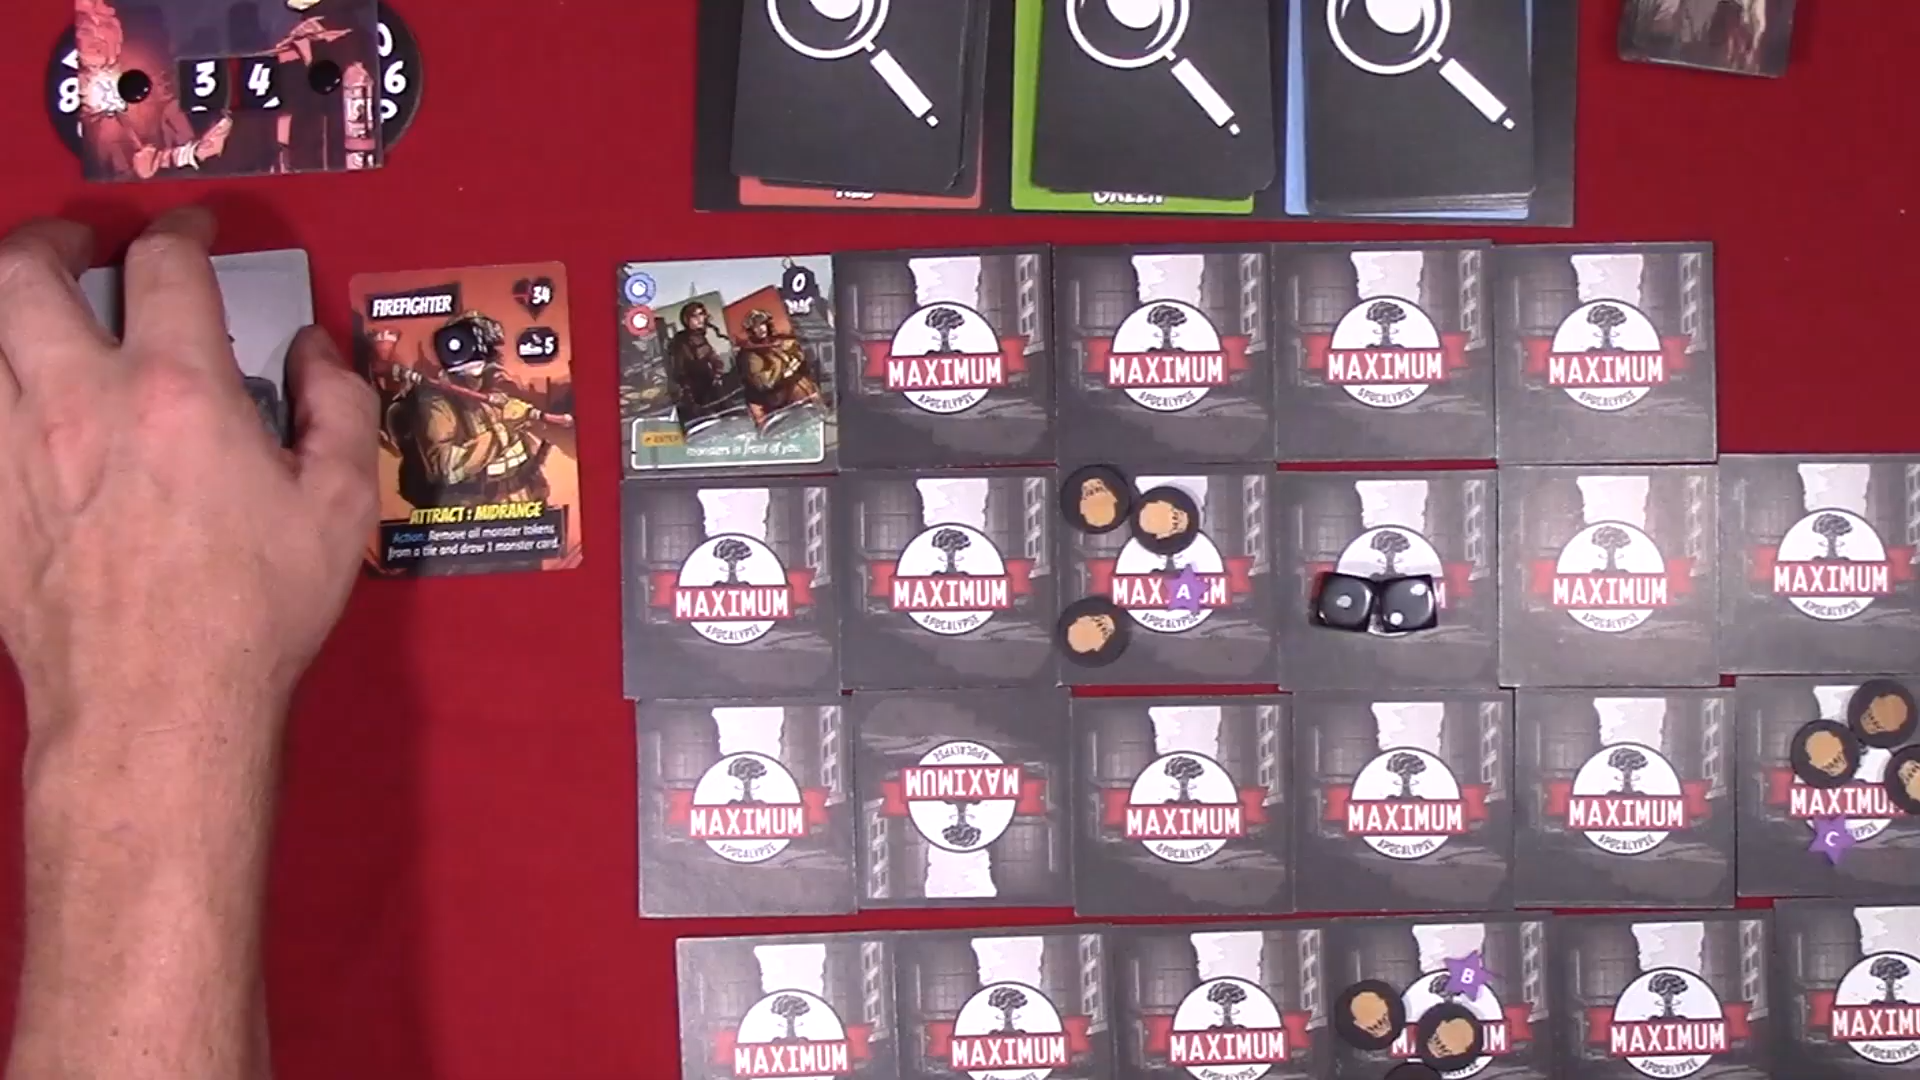 8
3 4
6
GREEN
FIREFIGHTER
34
5
ATTRACT : MIDRANGE
Action: Remove all monster tokens
from a tile and draw 1 monster card.
0
ENTER
monsters in front of you.
MAXIMUM
APOCALYPSE
MAXIMUM
APOCALYPSE
MAXIMUM
APOCALYPSE
MAXIMUM
APOCALYPSE
MAXIMUM
APOCALYPSE
MAXIMUM
APOCALYPSE
A
APOCALYPSE
MAXIMUM
APOCALYPSE
MAXIMUM
APOCALYPSE
MAXIMUM
APOCALYPSE
MAXIMUM
APOCALYPSE
MAXIMUM
APOCALYPSE
MAXIMUM
APOCALYPSE
MAXIMUM
APOCALYPSE
MAXIMUM
C
MAXIMUM
MAXIMUM
MAXIMUM
B
MAXIMUM
MAXIMUM